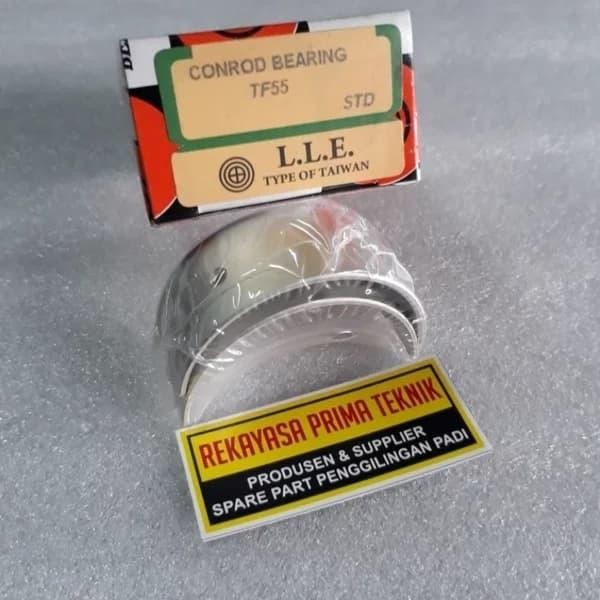 CONROD BEARING
TF55
STD
L.L.E.
TYPE OF TAIWAN
REKAYASA PRIMA TEKNIK
PRODUSEN & SUPPLIER
SPARE PART PENGGILINGAN PADI